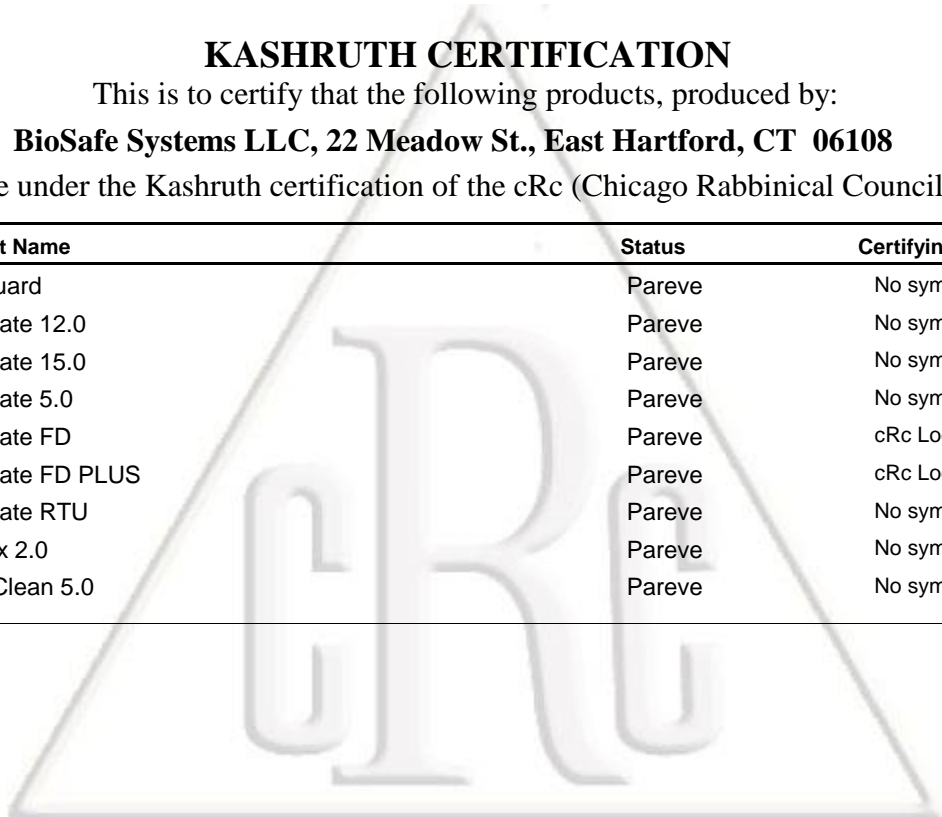 KASHRUTH CERTIFICATION
This is to certify that the following products, produced by:
BioSafe Systems LLC, 22 Meadow St., East Hartford, CT 06108
e under the Kashruth certification of the cRc (Chicago Rabbinical Council
t Name Status Certifyin
uard Pareve No sym
ate 12.0 Pareve No sym
ate 15.0 Pareve No sym
ate 5.0 Pareve No sym
ate FD Pareve cRc Lo
ate FD PLUS Pareve cRc Lo
ate RTU Pareve No sym
x 2.0 Pareve No sym
Clean 5.0 Pareve No sym
cRc